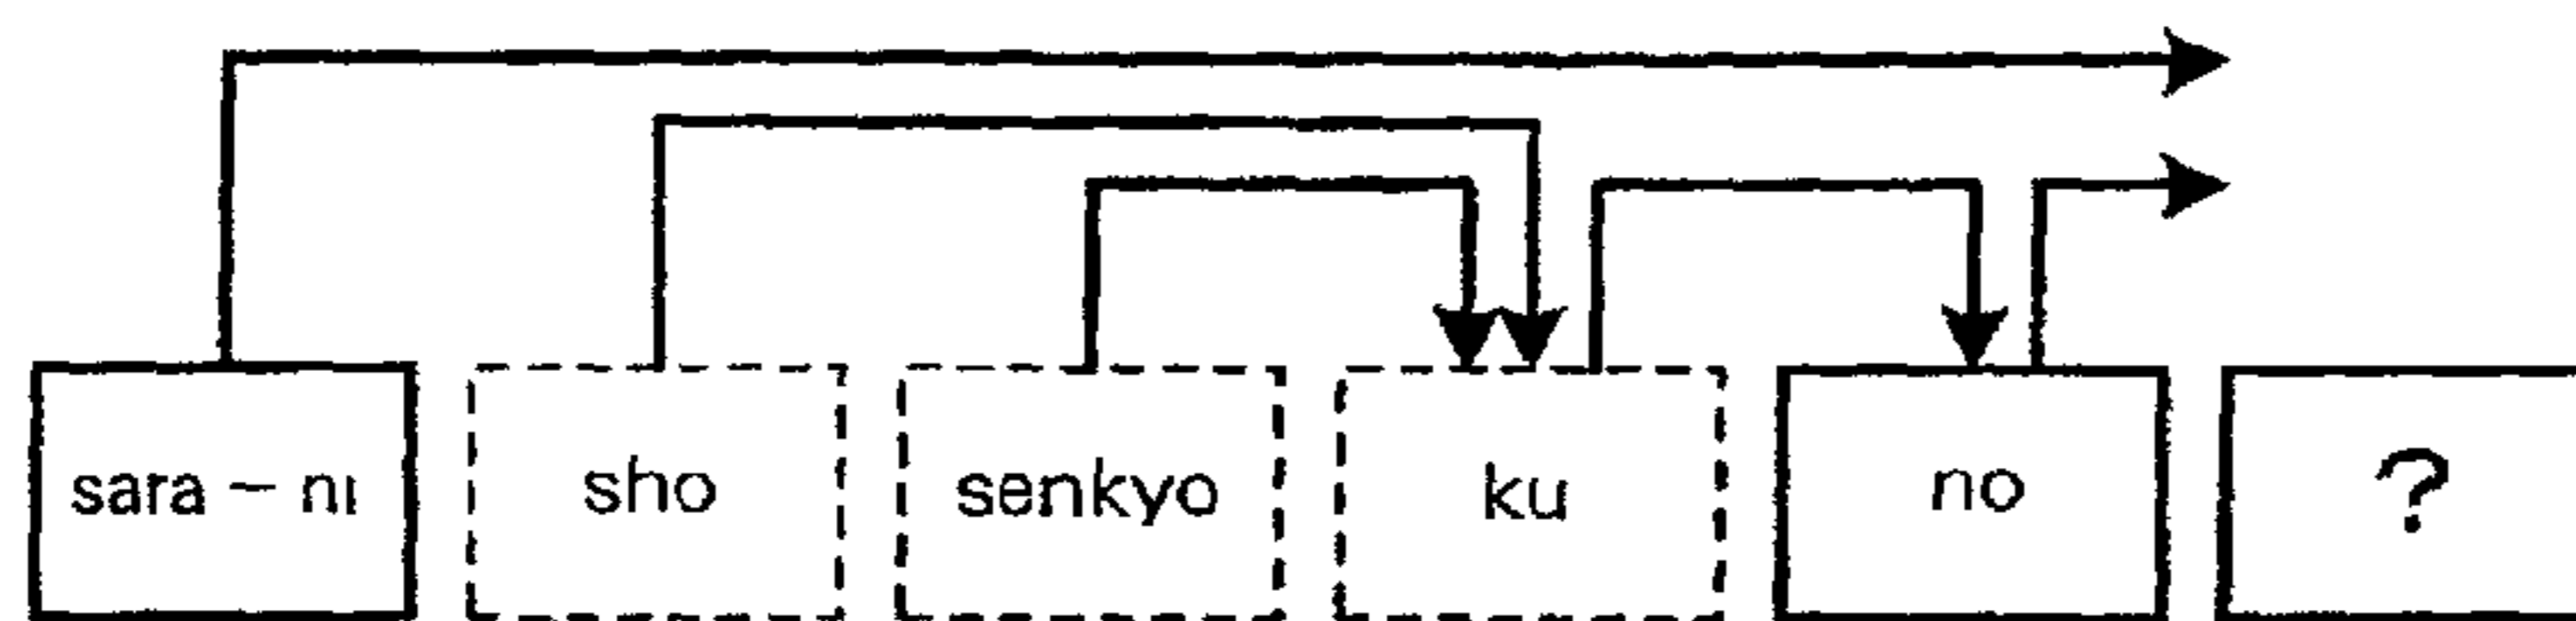 sara – ni sho senkyo ku no ?